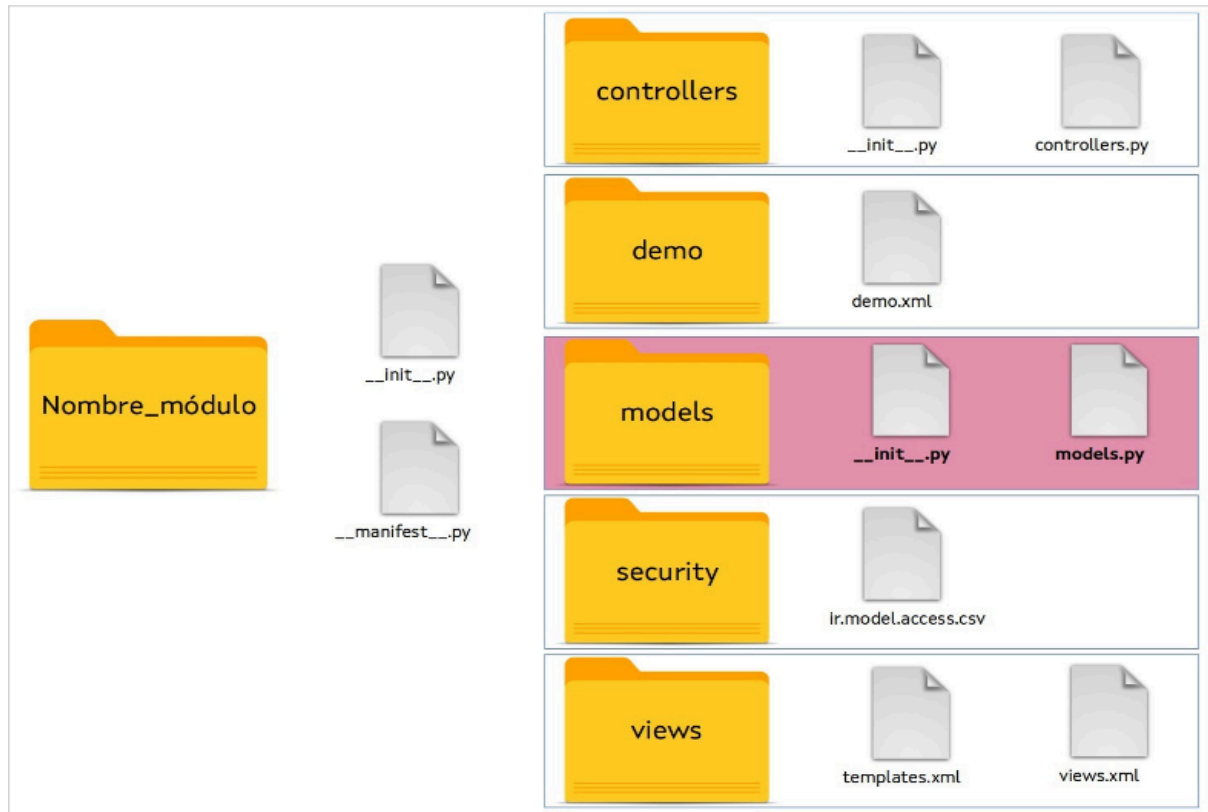 Nombre_módulo
__init__.py
__manifest__.py
controllers
__init__.py
controllers.py
demo
demo.xml
models
__init__.py
models.py
security
ir.model.access.csv
views
templates.xml
views.xml